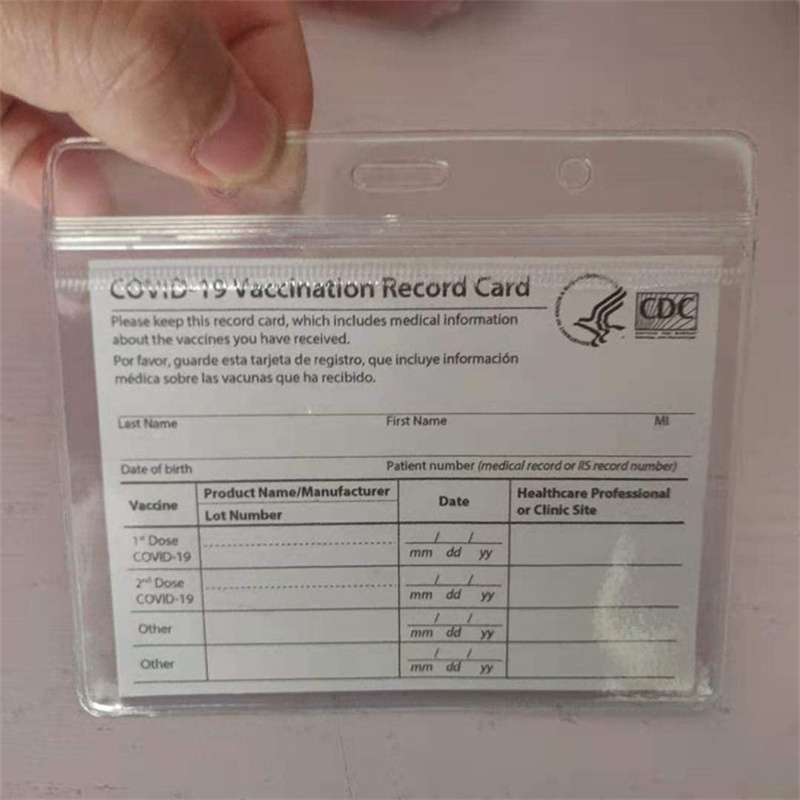 COVID-19 Vaccination Record Card
CDC
Please keep this record card, which includes medical information
about the vaccines you have received.
Por favor, guarde esta tarjeta de registro, que incluye información
médica sobre las vacunas que ha recibido.
Last Name First Name MI
Date of birth Patient number (medical record or IIS record number)
Vaccine Product Name/Manufacturer Date Healthcare Professional
Lot Number or Clinic Site
1st Dose
COVID-19
/ /
mm dd yy
2nd Dose
COVID-19
/ /
mm dd yy
Other
/ /
mm dd yy
Other
/ /
mm dd yy